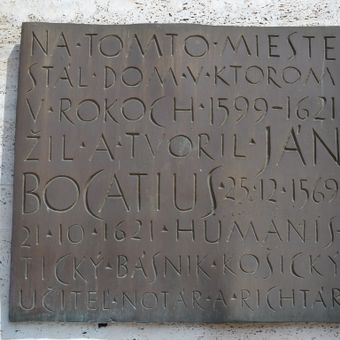 NA·TOMTO·MIESTE
STÁL·DOM·V·KTOROM
V·ROKOCH·1599–1621
ŽIL·A·TVORIL·JÁN
BOCATIUS·25·12·1569
21·10·1621·HUMANIS-
TICKÝ·BÁSNIK·KOŠICKÝ
UČITEĽ·NOTÁR·A·RICHTÁR